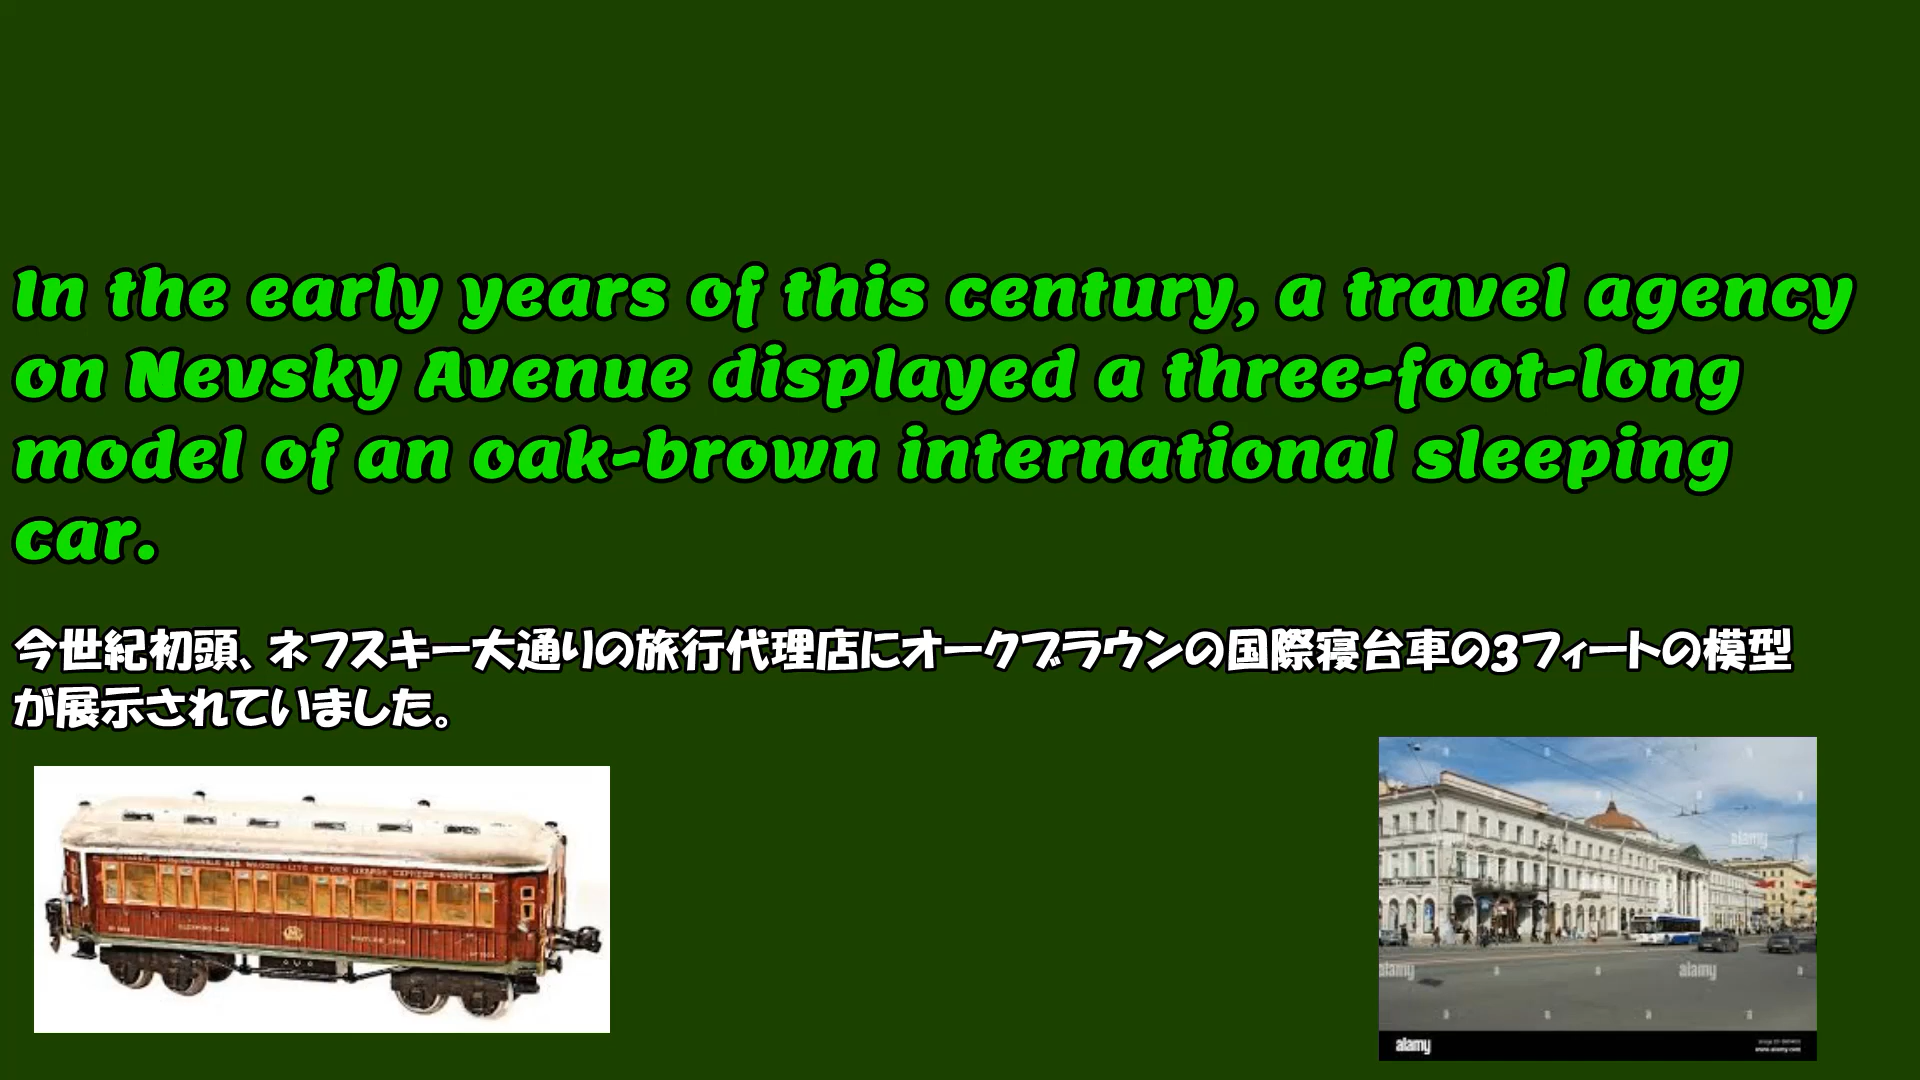 In the early years of this century, a travel agency
on Nevsky Avenue displayed a three-foot-long
model of an oak-brown international sleeping
car.
今世紀初頭、ネフスキー大通りの旅行代理店にオークブラウンの国際寝台車の3フィートの模型
が展示されていました。
alamy
alamy
alamy
alamy
www.alamy.com